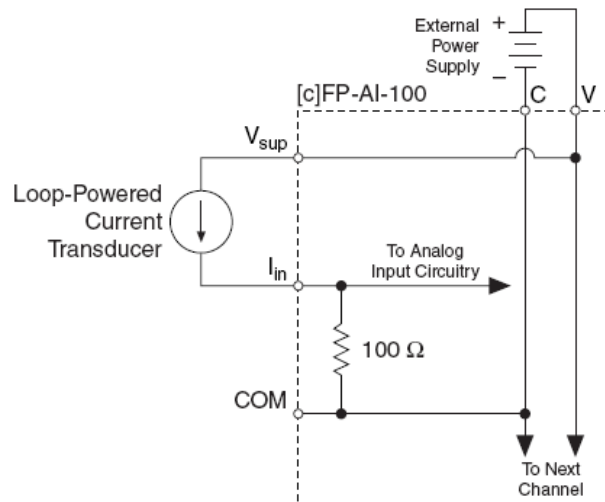 External
Power
Supply
+
−
[c]FP-AI-100
C
V
Vsup
Loop-Powered
Current
Transducer
Iin
To Analog
Input Circuitry
100 Ω
COM
To Next
Channel